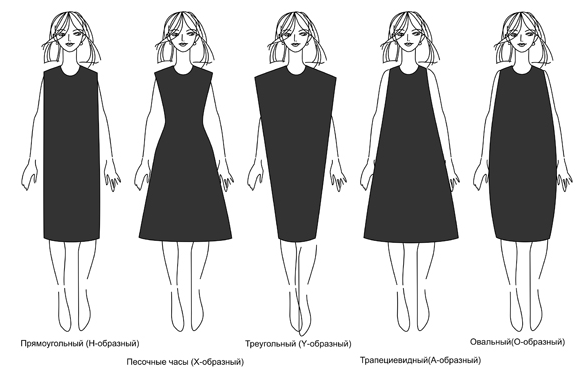 Прямоугольный (Н-образный)
Песочные часы (Х-образный)
Треугольный (Y-образный)
Трапециевидный(А-образный)
Овальный(О-образный)